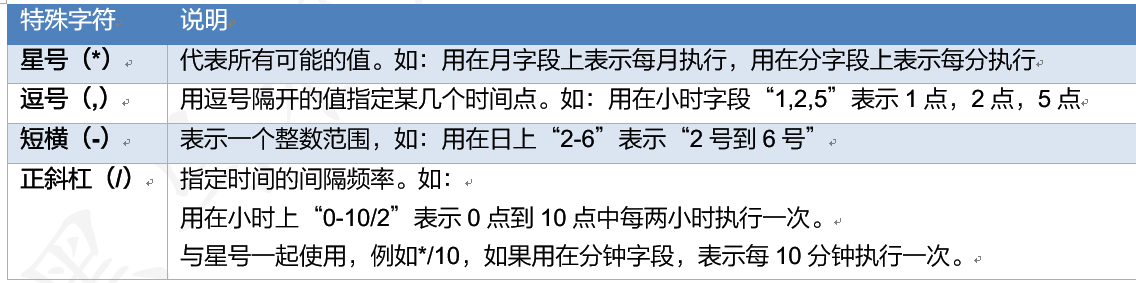 特殊字符 说明
星号（*） 代表所有可能的值。如：用在月字段上表示每月执行，用在分字段上表示每分执行
逗号（,） 用逗号隔开的值指定某几个时间点。如：用在小时字段“1,2,5”表示 1 点，2 点，5 点
短横（-） 表示一个整数范围，如：用在日上“2-6”表示“2 号到 6 号”
正斜杠（/） 指定时间的间隔频率。如：
用在小时上“0-10/2”表示 0 点到 10 点中每两小时执行一次。
与星号一起使用，例如*/10，如果用在分钟字段，表示每 10 分钟执行一次。